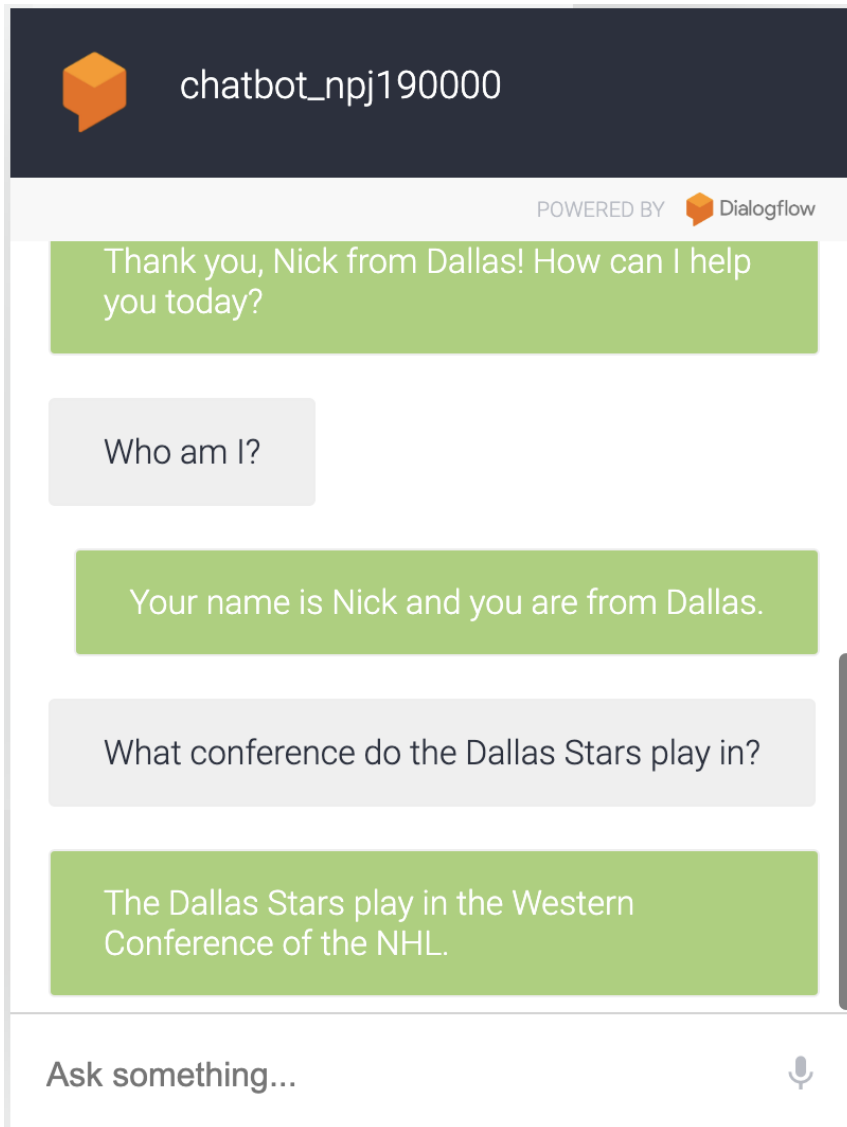 chatbot_npj190000
POWERED BY Dialogflow
Thank you, Nick from Dallas! How can I help
you today?
Who am I?
Your name is Nick and you are from Dallas.
What conference do the Dallas Stars play in?
The Dallas Stars play in the Western
Conference of the NHL.
Ask something...